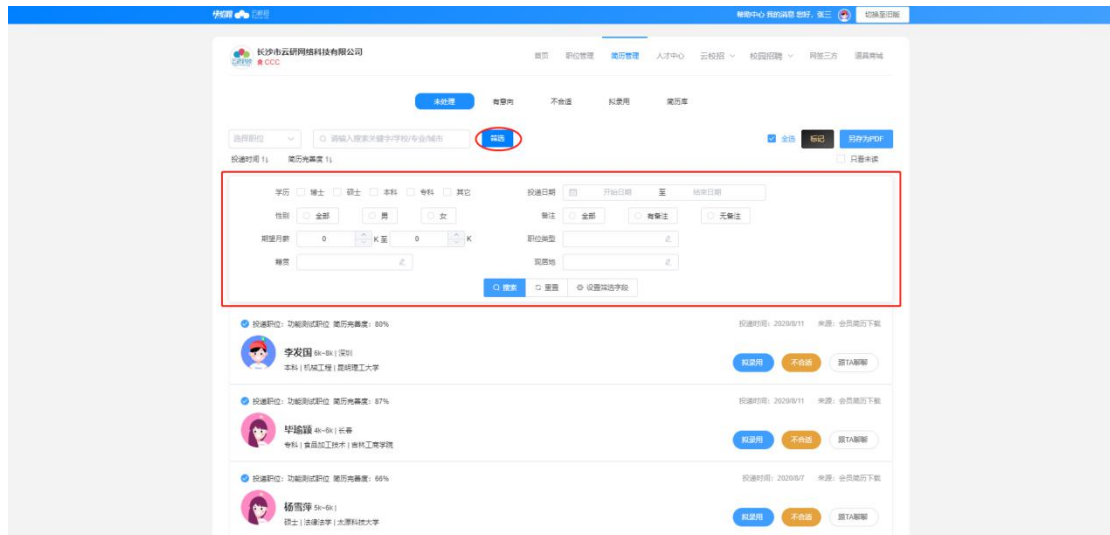 云校招
帮助中心 我的消息 您好，张三 切换至旧版
长沙市云研网络科技有限公司
CCC
首页 职位管理 简历管理 人才中心 云校招 校园招聘 网签三方 道具商城
未处理 有意向 不合适 拟录用 简历库
选择职位 请输入搜索关键字/学校/专业/城市 筛选 全选 标记 另存为PDF
投递时间 简历完善度 只看未读
学历 博士 硕士 本科 专科 其它 投递日期 开始日期 至 结束日期
性别 全部 男 女 备注 全部 有备注 无备注
期望月薪 0 K 至 0 K 职位类型
籍贯 现居地
搜索 重置 设置筛选字段
投递职位：功能测试职位 简历完善度：80% 投递时间：2020/8/11 来源：会员简历下载
李发国 6k~8k | 深圳
本科 | 机械工程 | 昆明理工大学
拟录用 不合适 跟TA聊聊
投递职位：功能测试职位 简历完善度：87% 投递时间：2020/8/11 来源：会员简历下载
毕瑜颖 4k~6k | 长春
专科 | 食品加工技术 | 吉林工商学院
拟录用 不合适 跟TA聊聊
投递职位：功能测试职位 简历完善度：66% 投递时间：2020/8/7 来源：会员简历下载
杨雪萍 5k~6k |
硕士 | 法律法学 | 太原科技大学
拟录用 不合适 跟TA聊聊